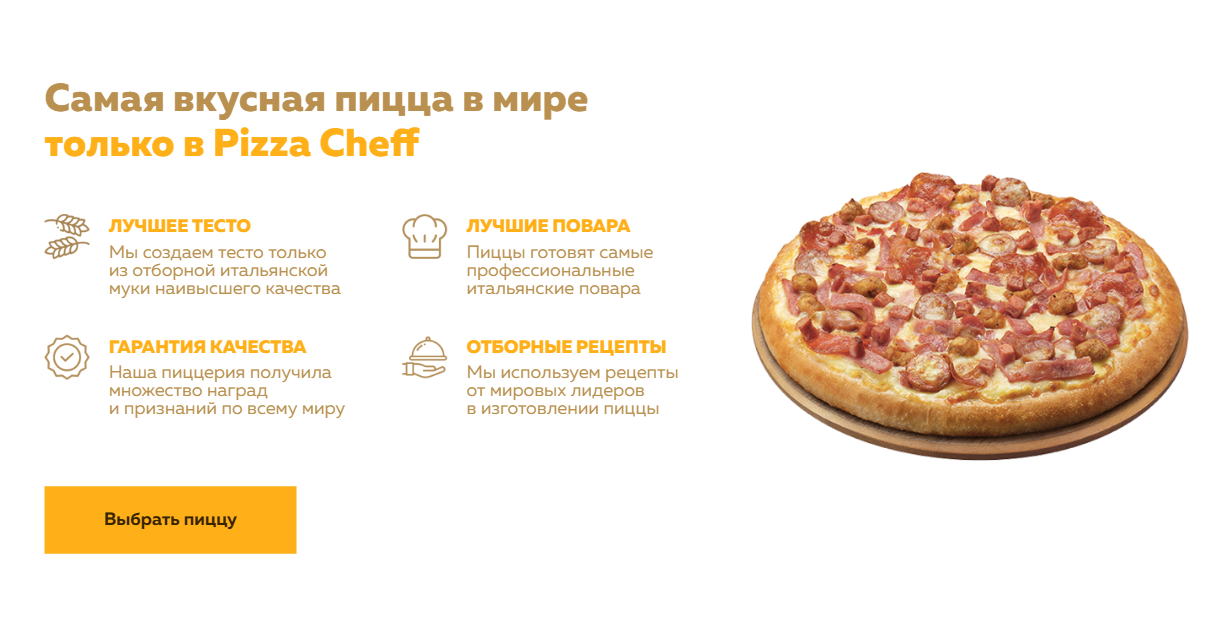 Самая вкусная пицца в мире
только в Pizza Cheff
ЛУЧШЕЕ ТЕСТО
Мы создаем тесто только
из отборной итальянской
муки наивысшего качества
ЛУЧШИЕ ПОВАРА
Пиццы готовят самые
профессиональные
итальянские повара
ГАРАНТИЯ КАЧЕСТВА
Наша пиццерия получила
множество наград
и признаний по всему миру
ОТБОРНЫЕ РЕЦЕПТЫ
Мы используем рецепты
от мировых лидеров
в изготовлении пиццы
Выбрать пиццу